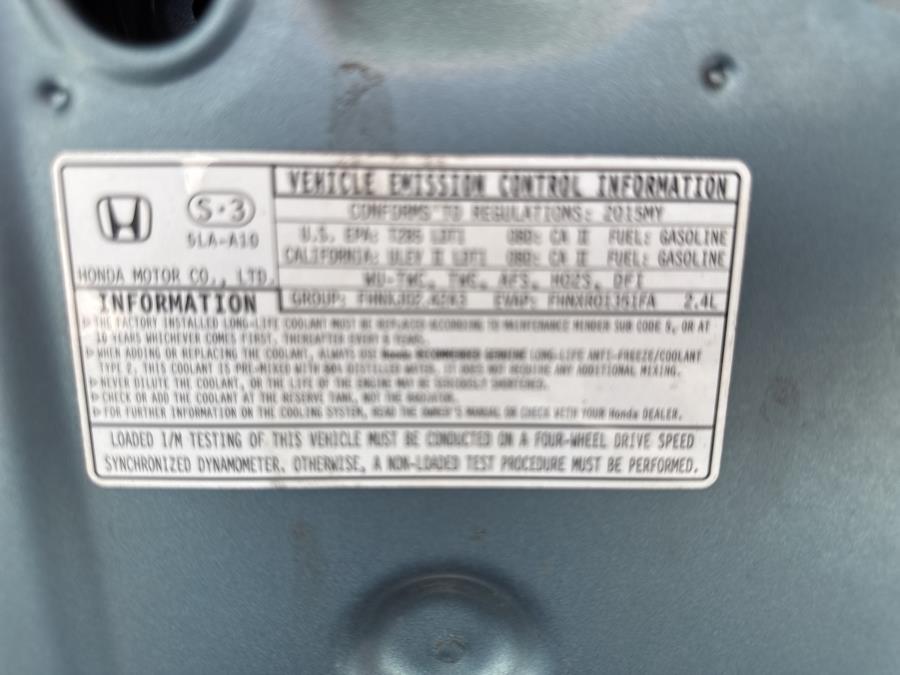 S·3
5LA-A10
HONDA MOTOR CO., LTD.
VEHICLE EMISSION CONTROL INFORMATION
CONFORMS TO REGULATIONS: 2015MY
U.S. EPA: T2B5 LDT1 OBD: CA II FUEL: GASOLINE
CALIFORNIA: ULEV II LDT1 OBD: CA II FUEL: GASOLINE
WU-TWC, TWC, AFS, HO2S, DFI
GROUP: EVAP: 2.4L
INFORMATION
▷THE FACTORY INSTALLED LONG-LIFE COOLANT MUST BE REPLACED ACCORDING TO MAINTENANCE MINDER SUB CODE 5, OR AT
10 YEARS WHICHEVER COMES FIRST, THEREAFTER EVERY 5 YEARS.
▷WHEN ADDING OR REPLACING THE COOLANT, ALWAYS USE Honda RECOMMENDED GENUINE LONG-LIFE ANTI-FREEZE/COOLANT
TYPE 2. THIS COOLANT IS PRE-MIXED WITH 50% DISTILLED WATER. IT DOES NOT REQUIRE ANY ADDITIONAL MIXING.
▷NEVER DILUTE THE COOLANT, OR THE LIFE OF THE ENGINE MAY BE SERIOUSLY SHORTENED.
▷CHECK OR ADD THE COOLANT AT THE RESERVE TANK, NOT THE RADIATOR.
▷FOR FURTHER INFORMATION ON THE COOLING SYSTEM, READ THE OWNER'S MANUAL OR CHECK WITH YOUR Honda DEALER.
LOADED I/M TESTING OF THIS VEHICLE MUST BE CONDUCTED ON A FOUR-WHEEL DRIVE SPEED
SYNCHRONIZED DYNAMOMETER. OTHERWISE, A NON-LOADED TEST PROCEDURE MUST BE PERFORMED.